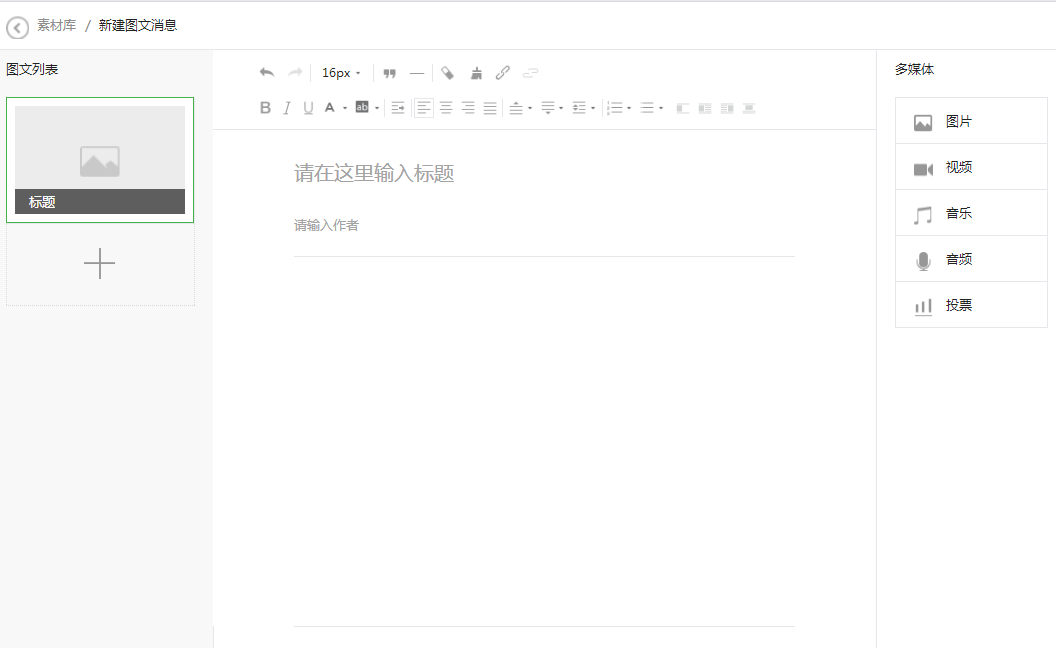 素材库 / 新建图文消息
图文列表
标题
16px
B I U A ab
请在这里输入标题
请输入作者
多媒体
图片
视频
音乐
音频
投票